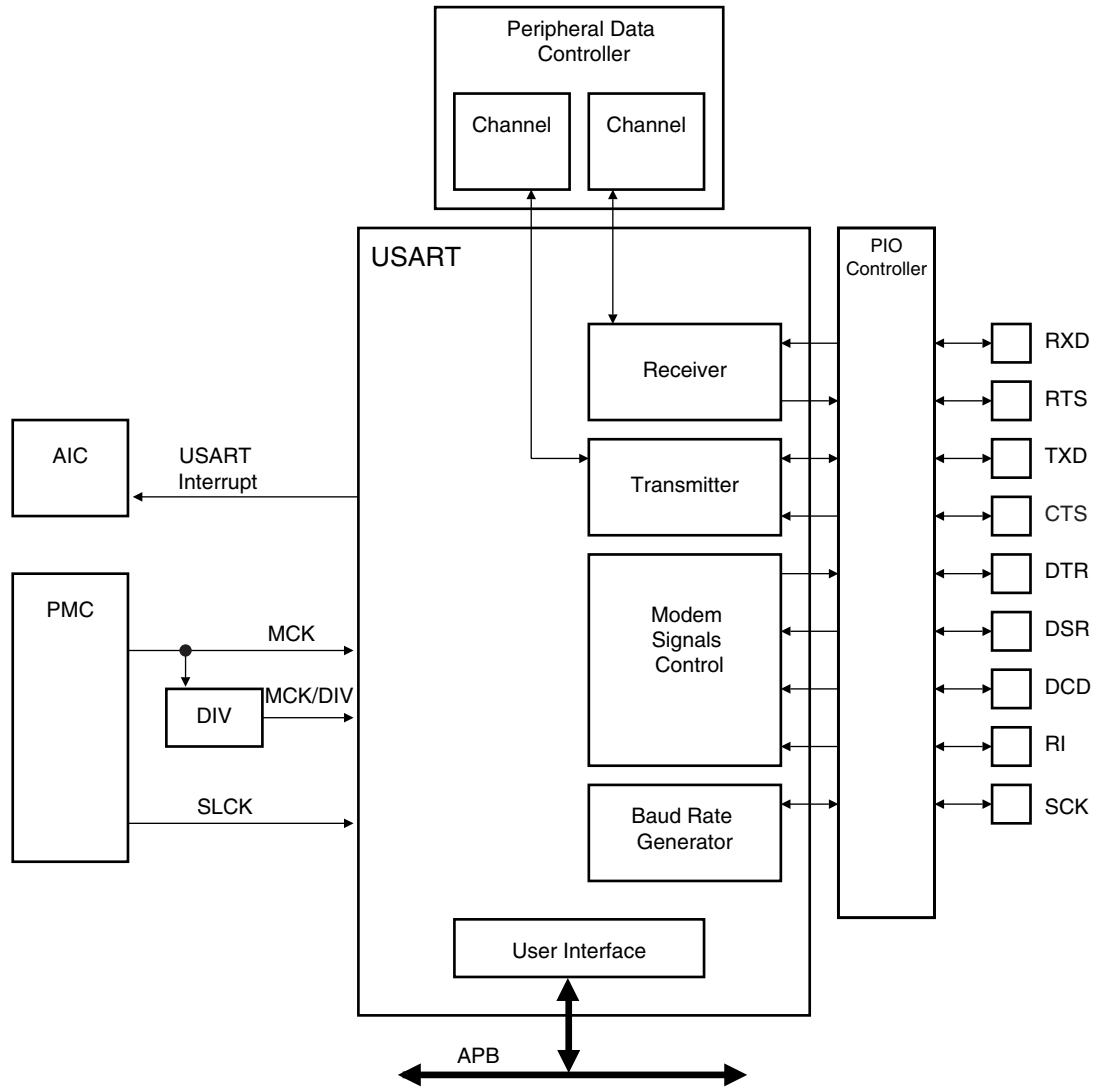 Peripheral Data
Controller
Channel
Channel
USART
PIO
Controller
Receiver
RXD
RTS
AIC
USART
Interrupt
Transmitter
TXD
CTS
PMC
MCK
DIV
MCK/DIV
SLCK
Modem
Signals
Control
DTR
DSR
DCD
RI
Baud Rate
Generator
SCK
User Interface
APB